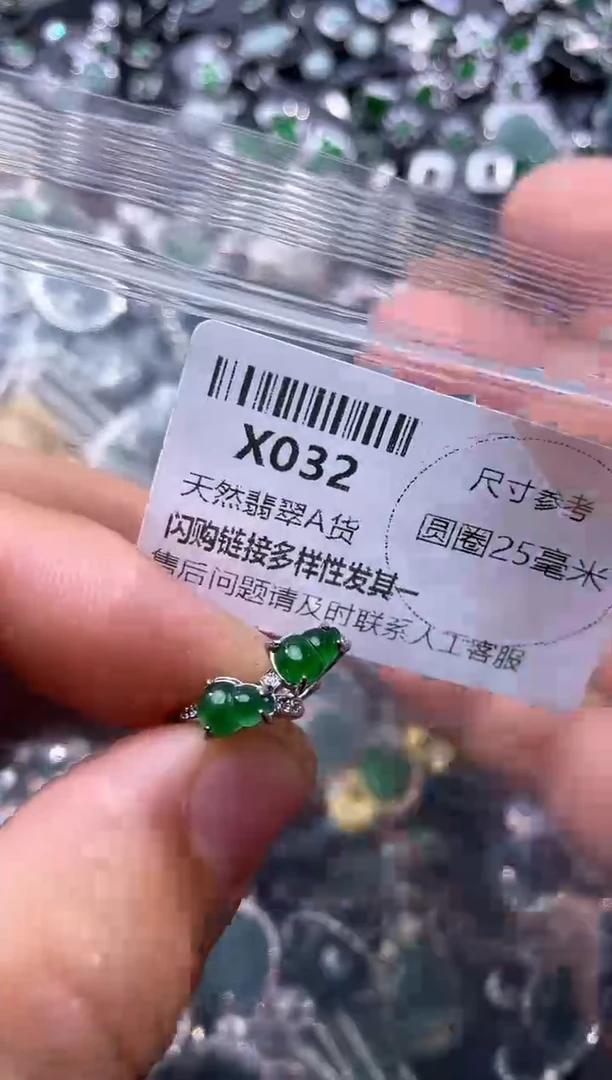 X032
天然翡翠A货
闪购链接多样性发其一
售后问题请及时联系人工客服
尺寸参考
圆圈25毫米